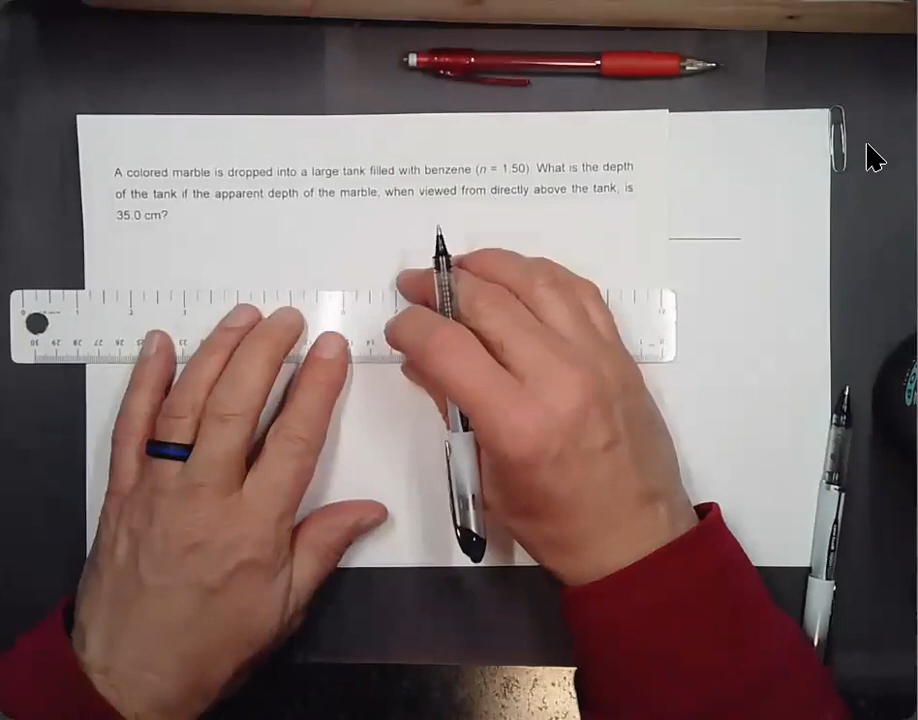 A colored marble is dropped into a large tank filled with benzene (n = 1.50) What is the depth
of the tank if the apparent depth of the marble, when viewed from directly above the tank, is
35.0 cm?